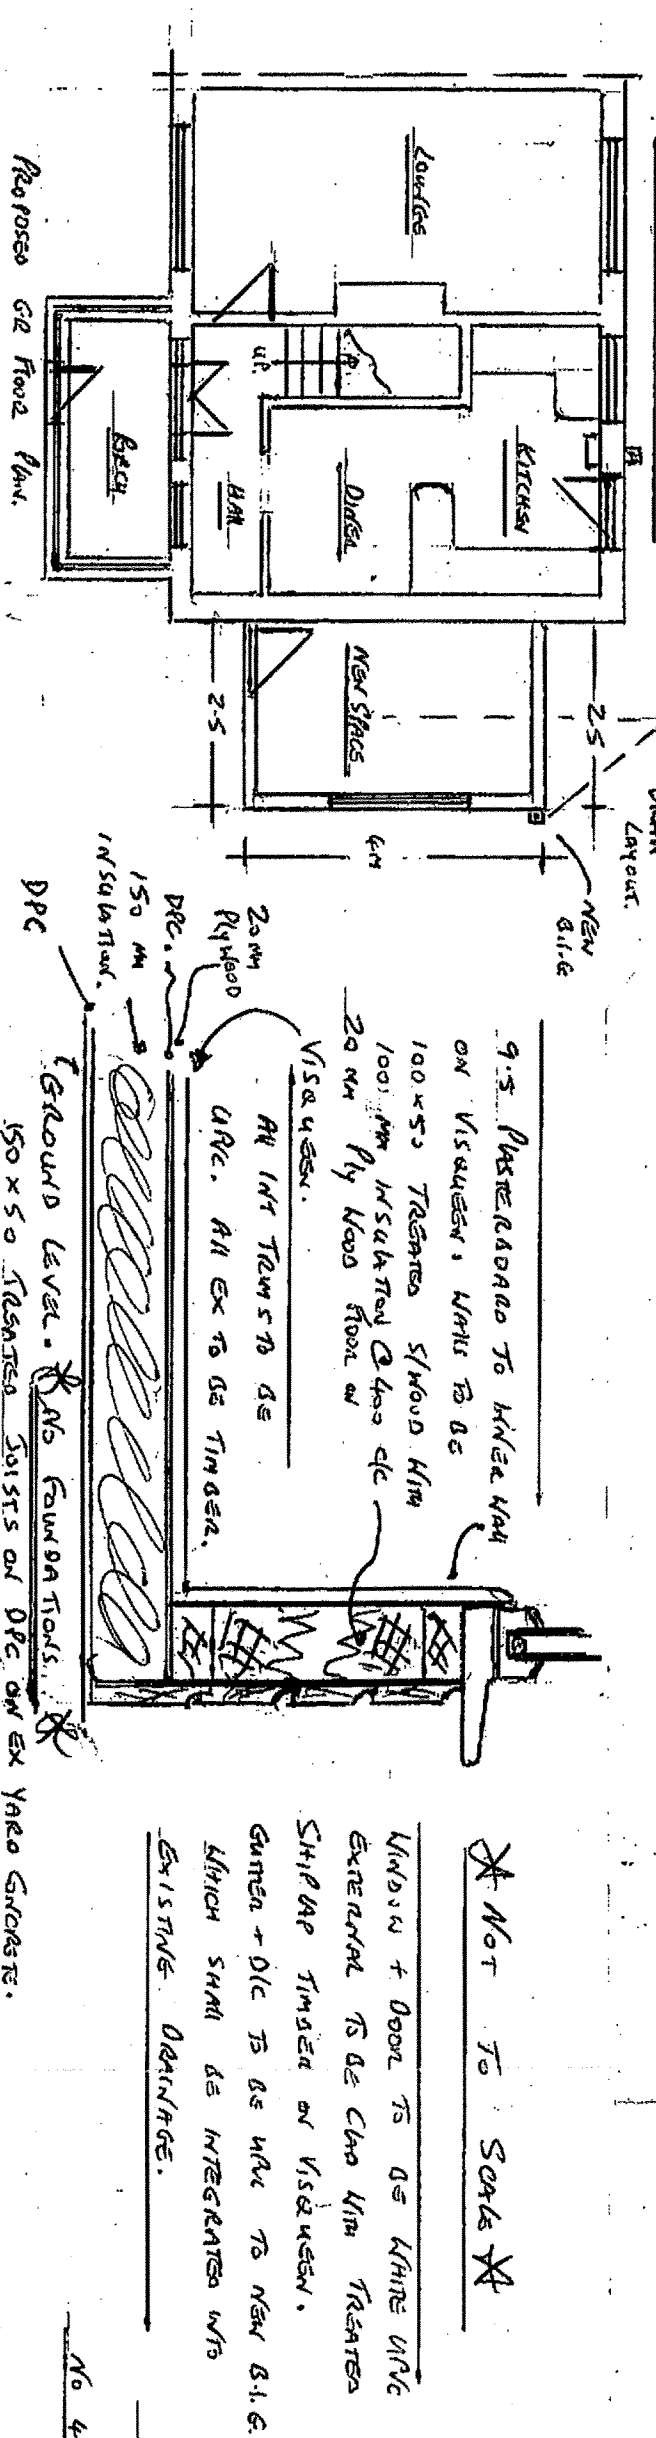 LOUNGE
KITCHEN
DINER
UP.
HALL
PORCH
NEW SPACE
2.5
2.5
4M
LAYOUT.
NEW
B.I.G
PROPOSED GR FLOOR PLAN.
9.5 PLASTERBOARD TO INNER WALL
ON VISQUEEN. WALLS TO BE
100 x 50 TREATED S/WOOD WITH
100 MM INSULATION @ 400 c/c
20 MM PLY WOOD FLOOR ON
VISQUEEN.
ALL INT TRIMS TO BE
UPVC. ALL EX TO BE TIMBER.
20MM
PLYWOOD
DPC.
150 MM
INSULATION.
DPC
GROUND LEVEL. * NO FOUNDATIONS. *
150 x 50 TREATED JOISTS ON DPC ON EX YARD CONCRETE.
* NOT TO SCALE *
WINDOW + DOOR TO BE WHITE UPVC
EXTERNAL TO BE CLAD WITH TREATED
SHIPLAP TIMBER ON VISQUEEN.
GUTTER + D/C TO BE UPVC TO NEW B.I.G.
WHICH SHALL BE INTEGRATED INTO
EXISTING DRAINAGE.
No 4